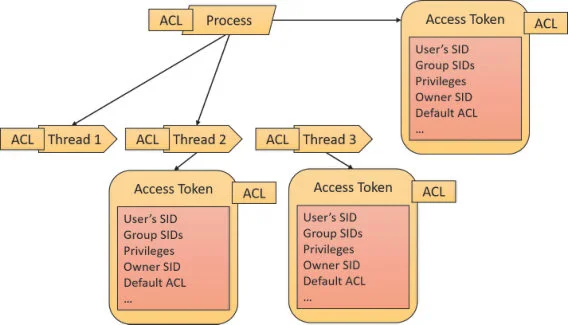 ACL
Process
Access Token
ACL
User's SID
Group SIDs
Privileges
Owner SID
Default ACL
...
ACL
Thread 1
ACL
Thread 2
ACL
Thread 3
Access Token
ACL
User's SID
Group SIDs
Privileges
Owner SID
Default ACL
...
Access Token
ACL
User's SID
Group SIDs
Privileges
Owner SID
Default ACL
...